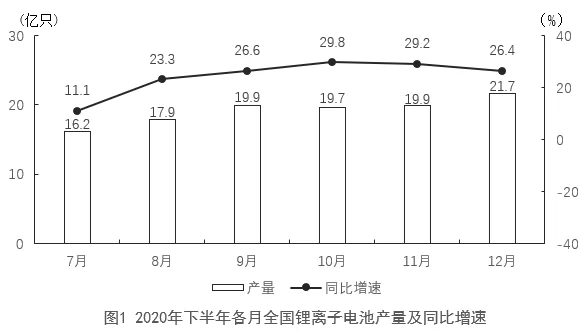 (亿只) (%)
30 40
20 20
10 0
0 -20
-40
11.1 23.3 26.6 29.8 29.2 26.4
16.2 17.9 19.9 19.7 19.9 21.7
7月 8月 9月 10月 11月 12月
产量 同比增速
图1 2020年下半年各月全国锂离子电池产量及同比增速